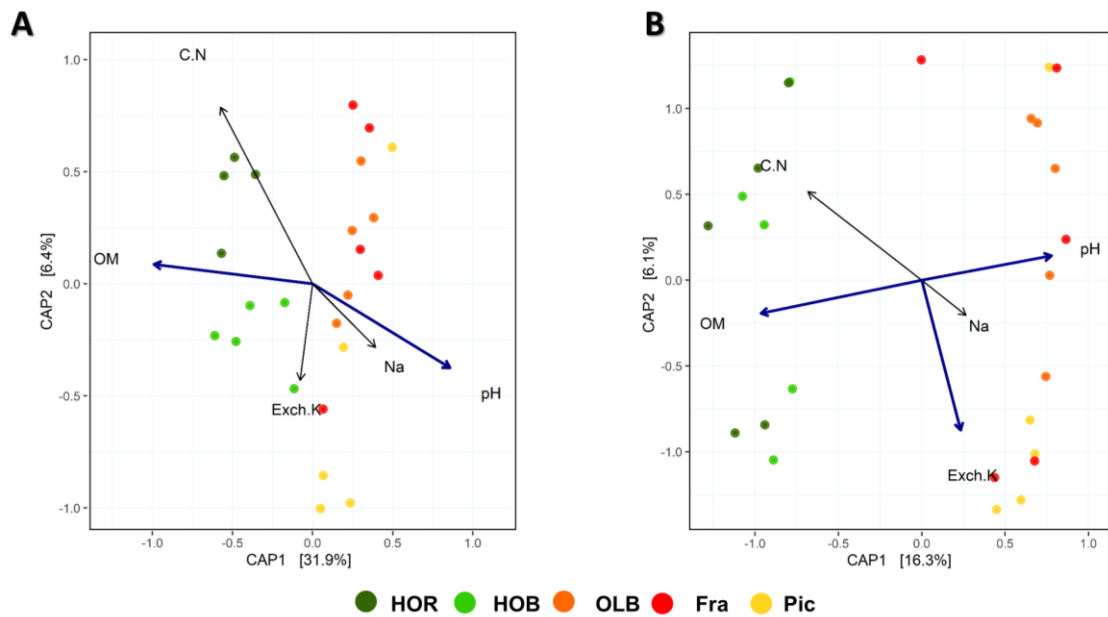 A
1.0
0.5
0.0
-0.5
-1.0
CAP2 [6.4%]
C.N
OM
Na
pH
Exch.K
-1.0 -0.5 0.0 0.5 1.0
CAP1 [31.9%]
B
1.0
0.5
0.0
-0.5
-1.0
CAP2 [6.1%]
C.N
pH
OM
Na
Exch.K
-1.0 -0.5 0.0 0.5 1.0
CAP1 [16.3%]
HOR HOB OLB Fra Pic